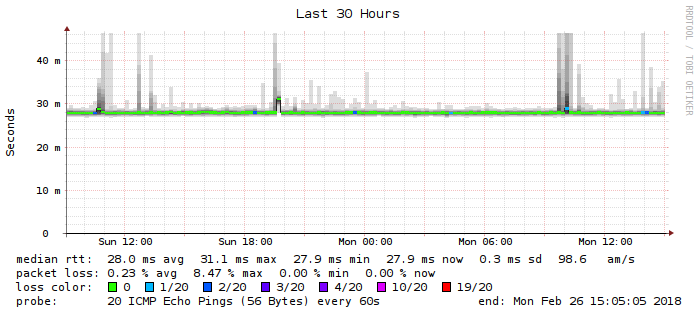 Last 30 Hours
RRDTOOL / TOBI OETIKER
Seconds
40 m
30 m
20 m
10 m
0
Sun 12:00 Sun 18:00 Mon 00:00 Mon 06:00 Mon 12:00
median rtt: 28.0 ms avg 31.1 ms max 27.9 ms min 27.9 ms now 0.3 ms sd 98.6 am/s
packet loss: 0.23 % avg 8.47 % max 0.00 % min 0.00 % now
loss color: 0 1/20 2/20 3/20 4/20 10/20 19/20
probe: 20 ICMP Echo Pings (56 Bytes) every 60s end: Mon Feb 26 15:05:05 2018